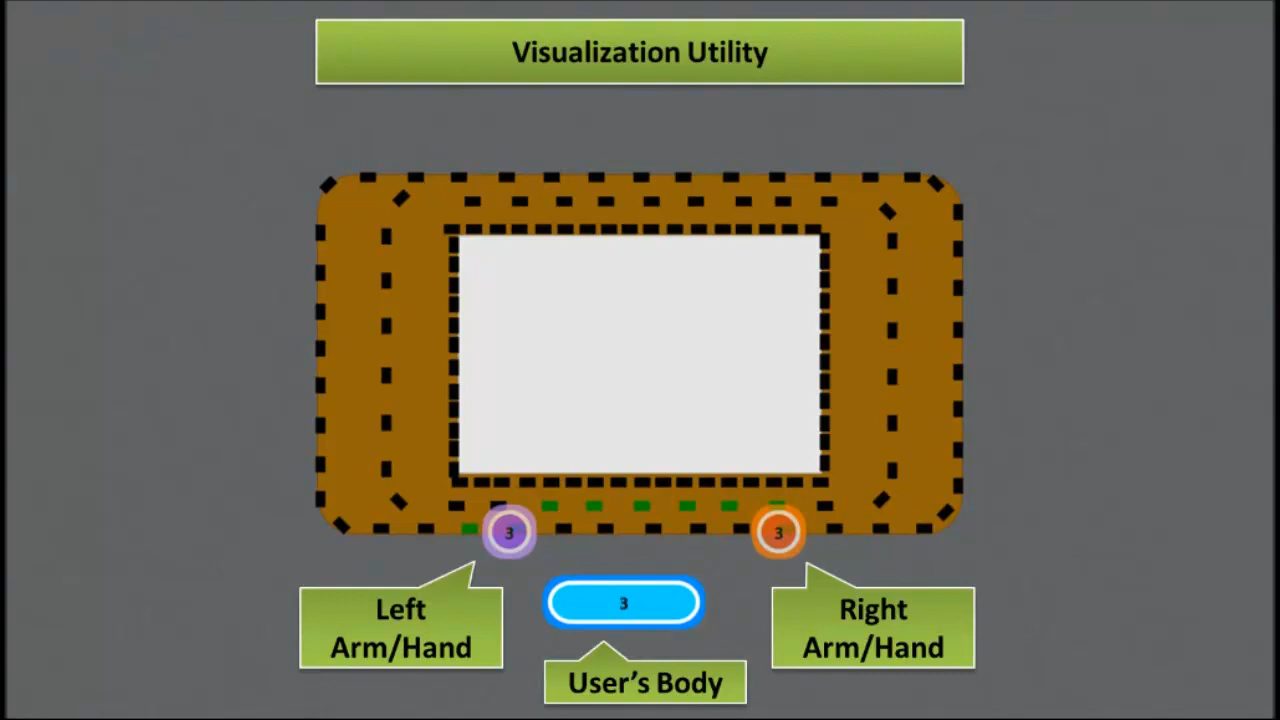 Visualization Utility
3
3
3
Left
Arm/Hand
User’s Body
Right
Arm/Hand